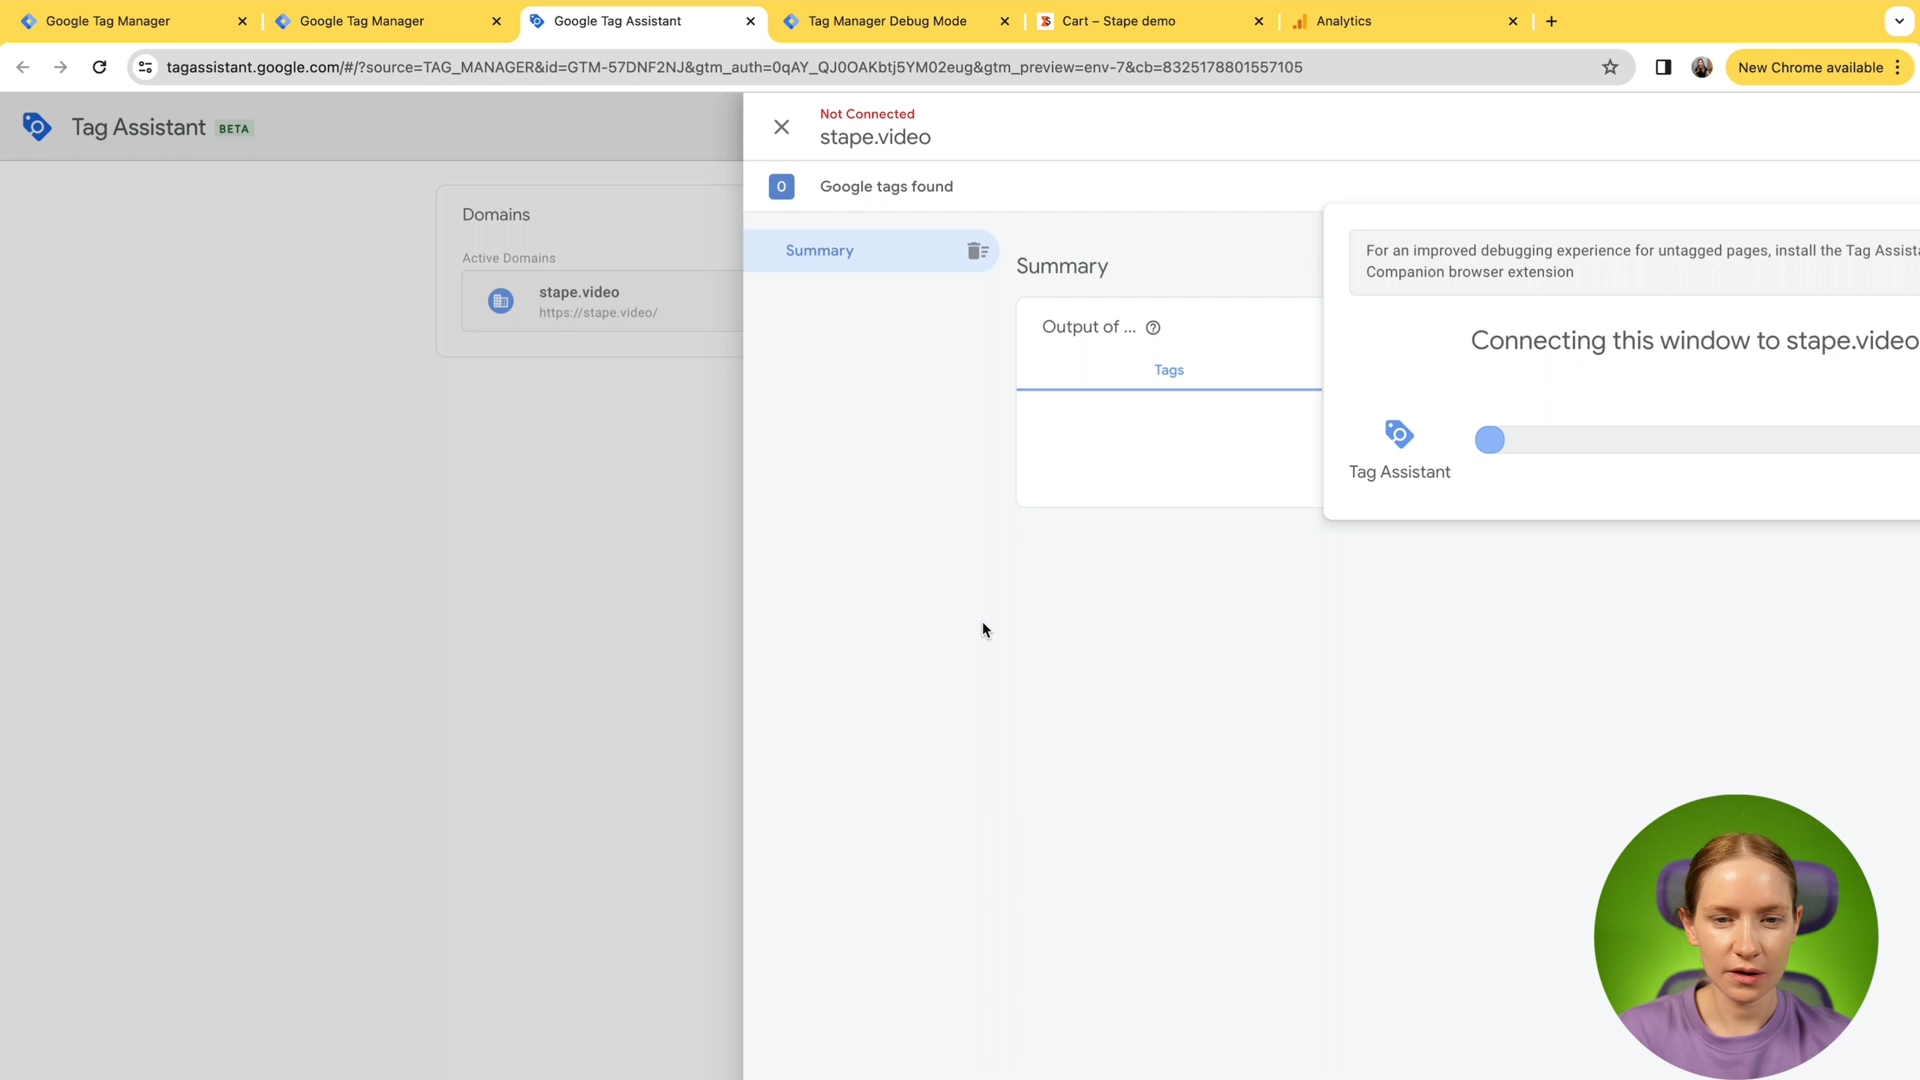 Google Tag Manager
Google Tag Manager
Google Tag Assistant
Tag Manager Debug Mode
Cart – Stape demo
Analytics
tagassistant.google.com/#/?source=TAG_MANAGER&id=GTM-57DNF2NJ&gtm_auth=0qAY_QJ0OAKbtj5YM02eug&gtm_preview=env-7&cb=8325178801557105
New Chrome available
Tag Assistant BETA
Not Connected
stape.video
0 Google tags found
Domains
Active Domains
stape.video
https://stape.video/
Summary
Summary
Output of ...
Tags
For an improved debugging experience for untagged pages, install the Tag Assista
Companion browser extension
Connecting this window to stape.video
Tag Assistant